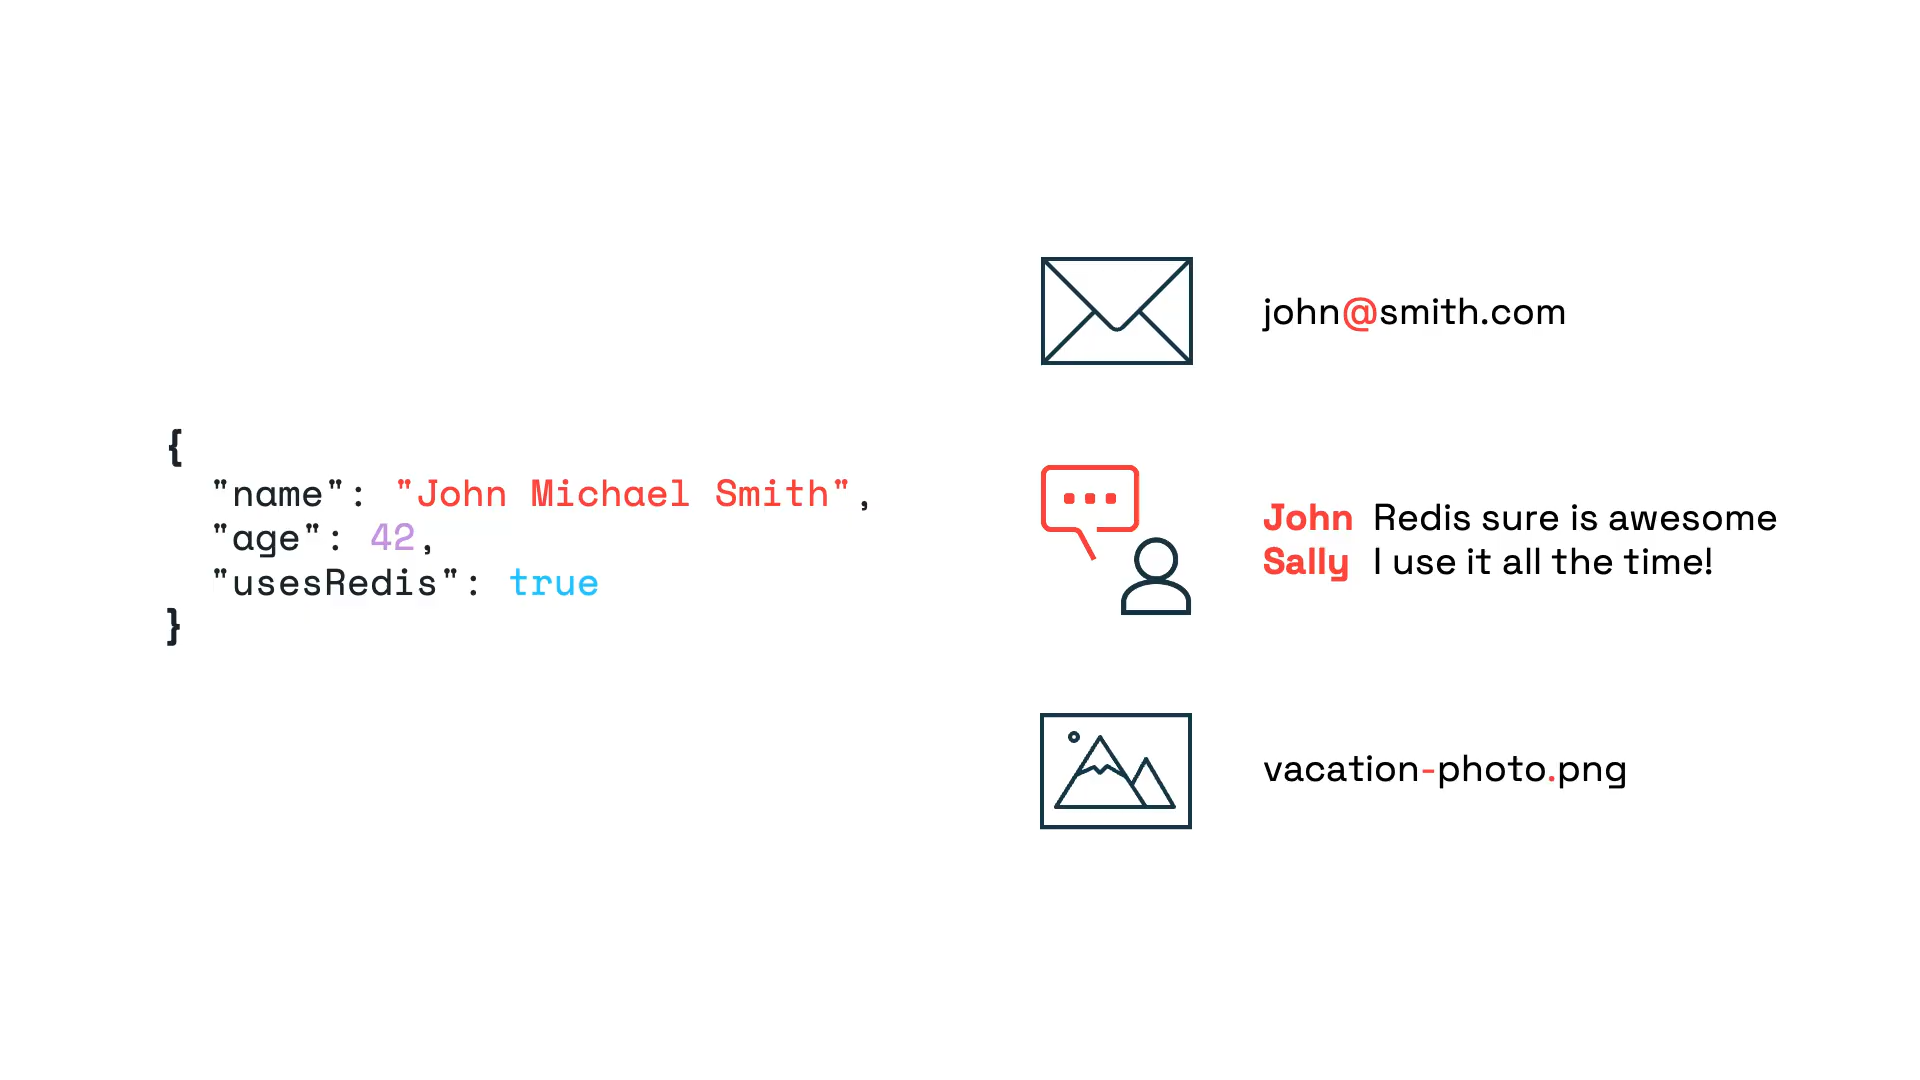 {
"name": "John Michael Smith",
"age": 42,
"usesRedis": true
}
john@smith.com
John Redis sure is awesome
Sally I use it all the time!
vacation-photo.png